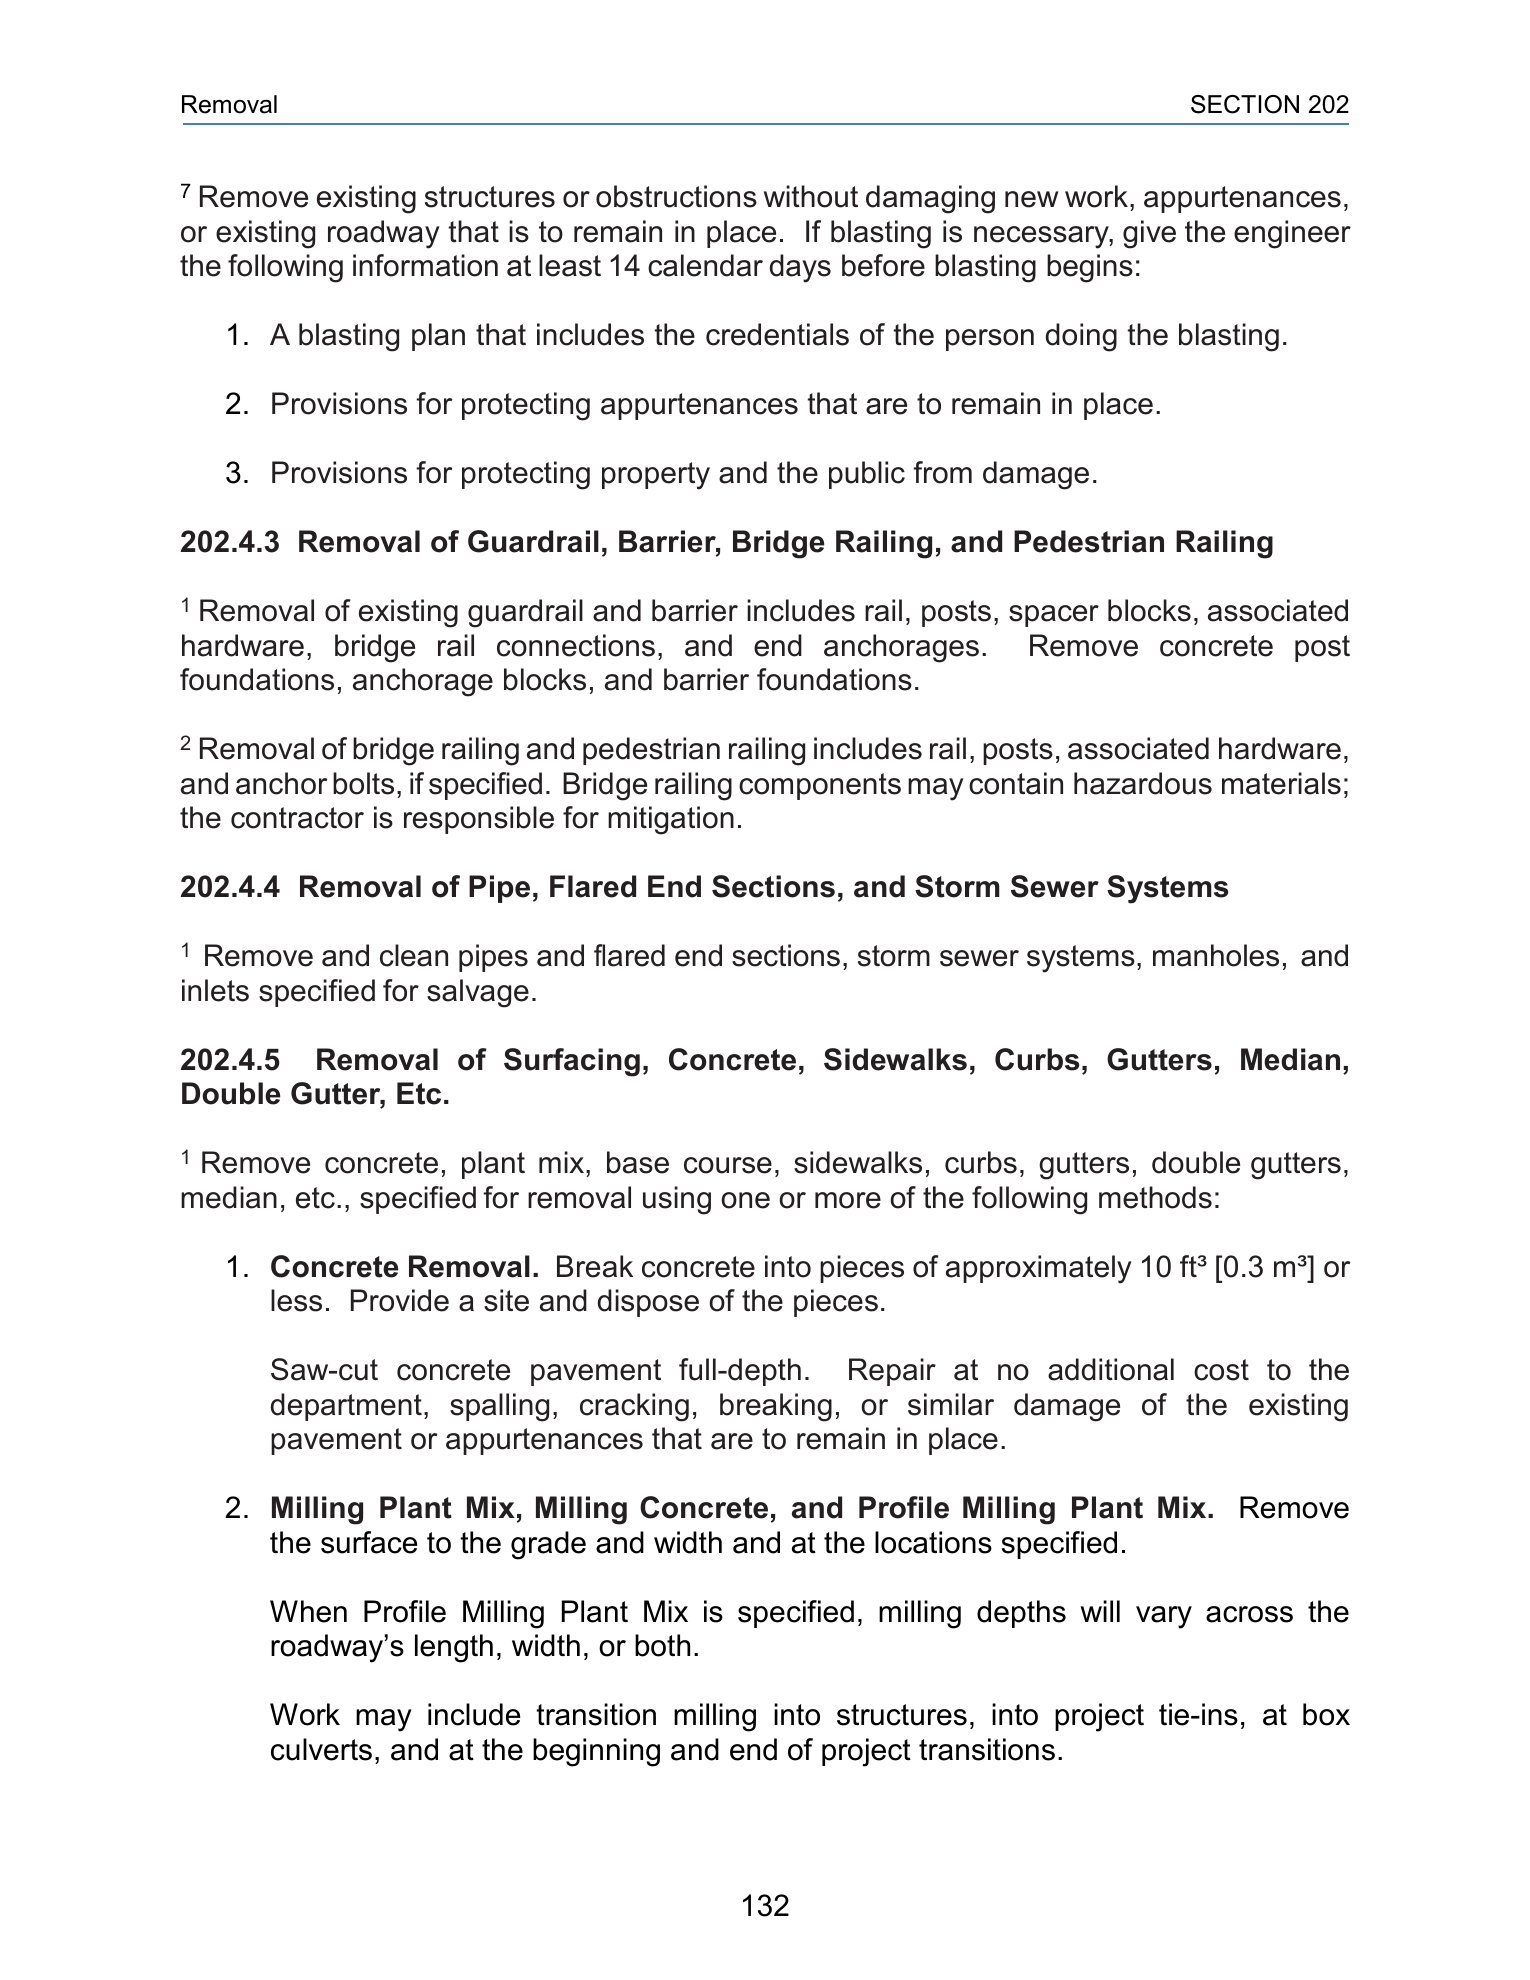 Removal SECTION 202
⁷ Remove existing structures or obstructions without damaging new work, appurtenances,
or existing roadway that is to remain in place.  If blasting is necessary, give the engineer
the following information at least 14 calendar days before blasting begins:
1. A blasting plan that includes the credentials of the person doing the blasting.
2. Provisions for protecting appurtenances that are to remain in place.
3. Provisions for protecting property and the public from damage.
202.4.3  Removal of Guardrail, Barrier, Bridge Railing, and Pedestrian Railing
¹ Removal of existing guardrail and barrier includes rail, posts, spacer blocks, associated
hardware, bridge rail connections, and end anchorages.  Remove concrete post
foundations, anchorage blocks, and barrier foundations.
² Removal of bridge railing and pedestrian railing includes rail, posts, associated hardware,
and anchor bolts, if specified.  Bridge railing components may contain hazardous materials;
the contractor is responsible for mitigation.
202.4.4  Removal of Pipe, Flared End Sections, and Storm Sewer Systems
¹ Remove and clean pipes and flared end sections, storm sewer systems, manholes, and
inlets specified for salvage.
202.4.5  Removal of Surfacing, Concrete, Sidewalks, Curbs, Gutters, Median,
Double Gutter, Etc.
¹ Remove concrete, plant mix, base course, sidewalks, curbs, gutters, double gutters,
median, etc., specified for removal using one or more of the following methods:
1. Concrete Removal.  Break concrete into pieces of approximately 10 ft³ [0.3 m³] or
less.  Provide a site and dispose of the pieces.
Saw-cut concrete pavement full-depth.  Repair at no additional cost to the
department, spalling, cracking, breaking, or similar damage of the existing
pavement or appurtenances that are to remain in place.
2. Milling Plant Mix, Milling Concrete, and Profile Milling Plant Mix.  Remove
the surface to the grade and width and at the locations specified.
When Profile Milling Plant Mix is specified, milling depths will vary across the
roadway’s length, width, or both.
Work may include transition milling into structures, into project tie-ins, at box
culverts, and at the beginning and end of project transitions.
132